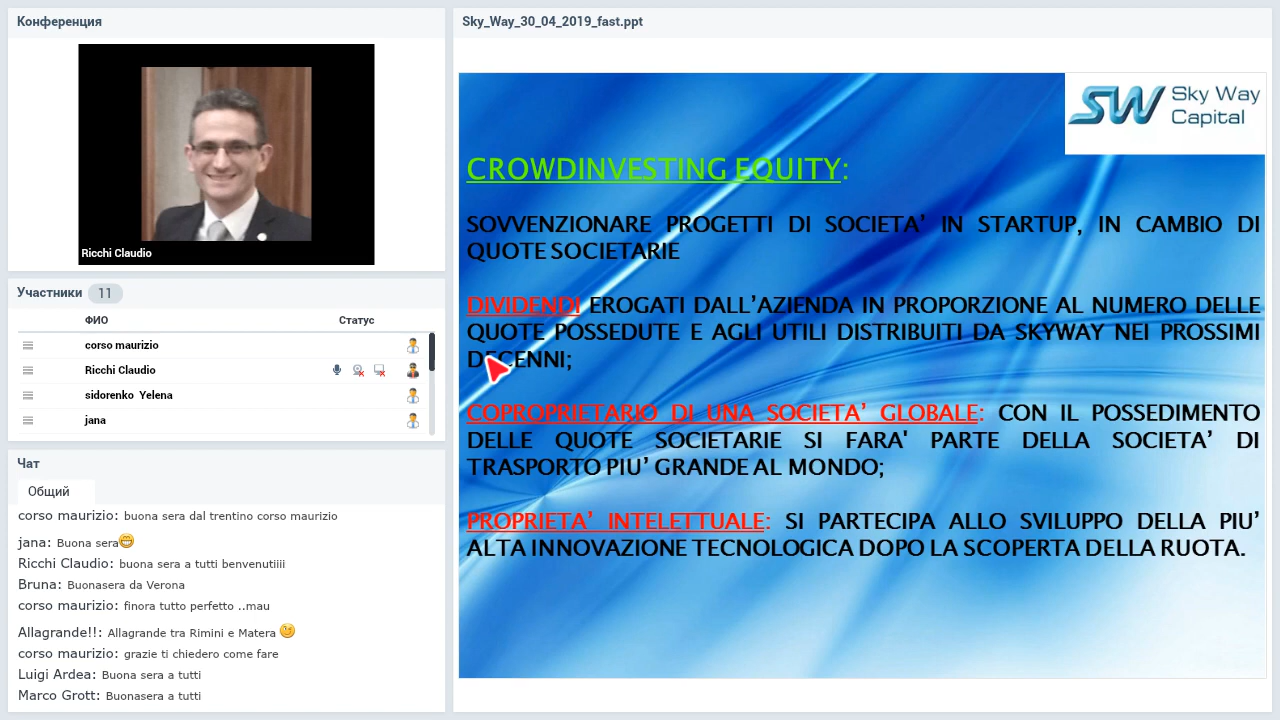 Конференция
Ricchi Claudio
Участники 11
ФИО Статус
corso maurizio
Ricchi Claudio
sidorenko Yelena
jana
Чат
Общий
corso maurizio: buona sera dal trentino corso maurizio
jana: Buona sera
Ricchi Claudio: buona sera a tutti benvenutiiii
Bruna: Buonasera da Verona
corso maurizio: finora tutto perfetto ..mau
Allagrande!!: Allagrande tra Rimini e Matera
corso maurizio: grazie ti chiedero come fare
Luigi Ardea: Buona sera a tutti
Marco Grott: Buonasera a tutti
Sky_Way_30_04_2019_fast.ppt
SW Sky Way
Capital
CROWDINVESTING EQUITY:
SOVVENZIONARE PROGETTI DI SOCIETA’ IN STARTUP, IN CAMBIO DI
QUOTE SOCIETARIE
DIVIDENDI EROGATI DALL’AZIENDA IN PROPORZIONE AL NUMERO DELLE
QUOTE POSSEDUTE E AGLI UTILI DISTRIBUITI DA SKYWAY NEI PROSSIMI
DECENNI;
COPROPRIETARIO DI UNA SOCIETA’ GLOBALE: CON IL POSSEDIMENTO
DELLE QUOTE SOCIETARIE SI FARA' PARTE DELLA SOCIETA’ DI
TRASPORTO PIU’ GRANDE AL MONDO;
PROPRIETA’ INTELETTUALE: SI PARTECIPA ALLO SVILUPPO DELLA PIU’
ALTA INNOVAZIONE TECNOLOGICA DOPO LA SCOPERTA DELLA RUOTA.